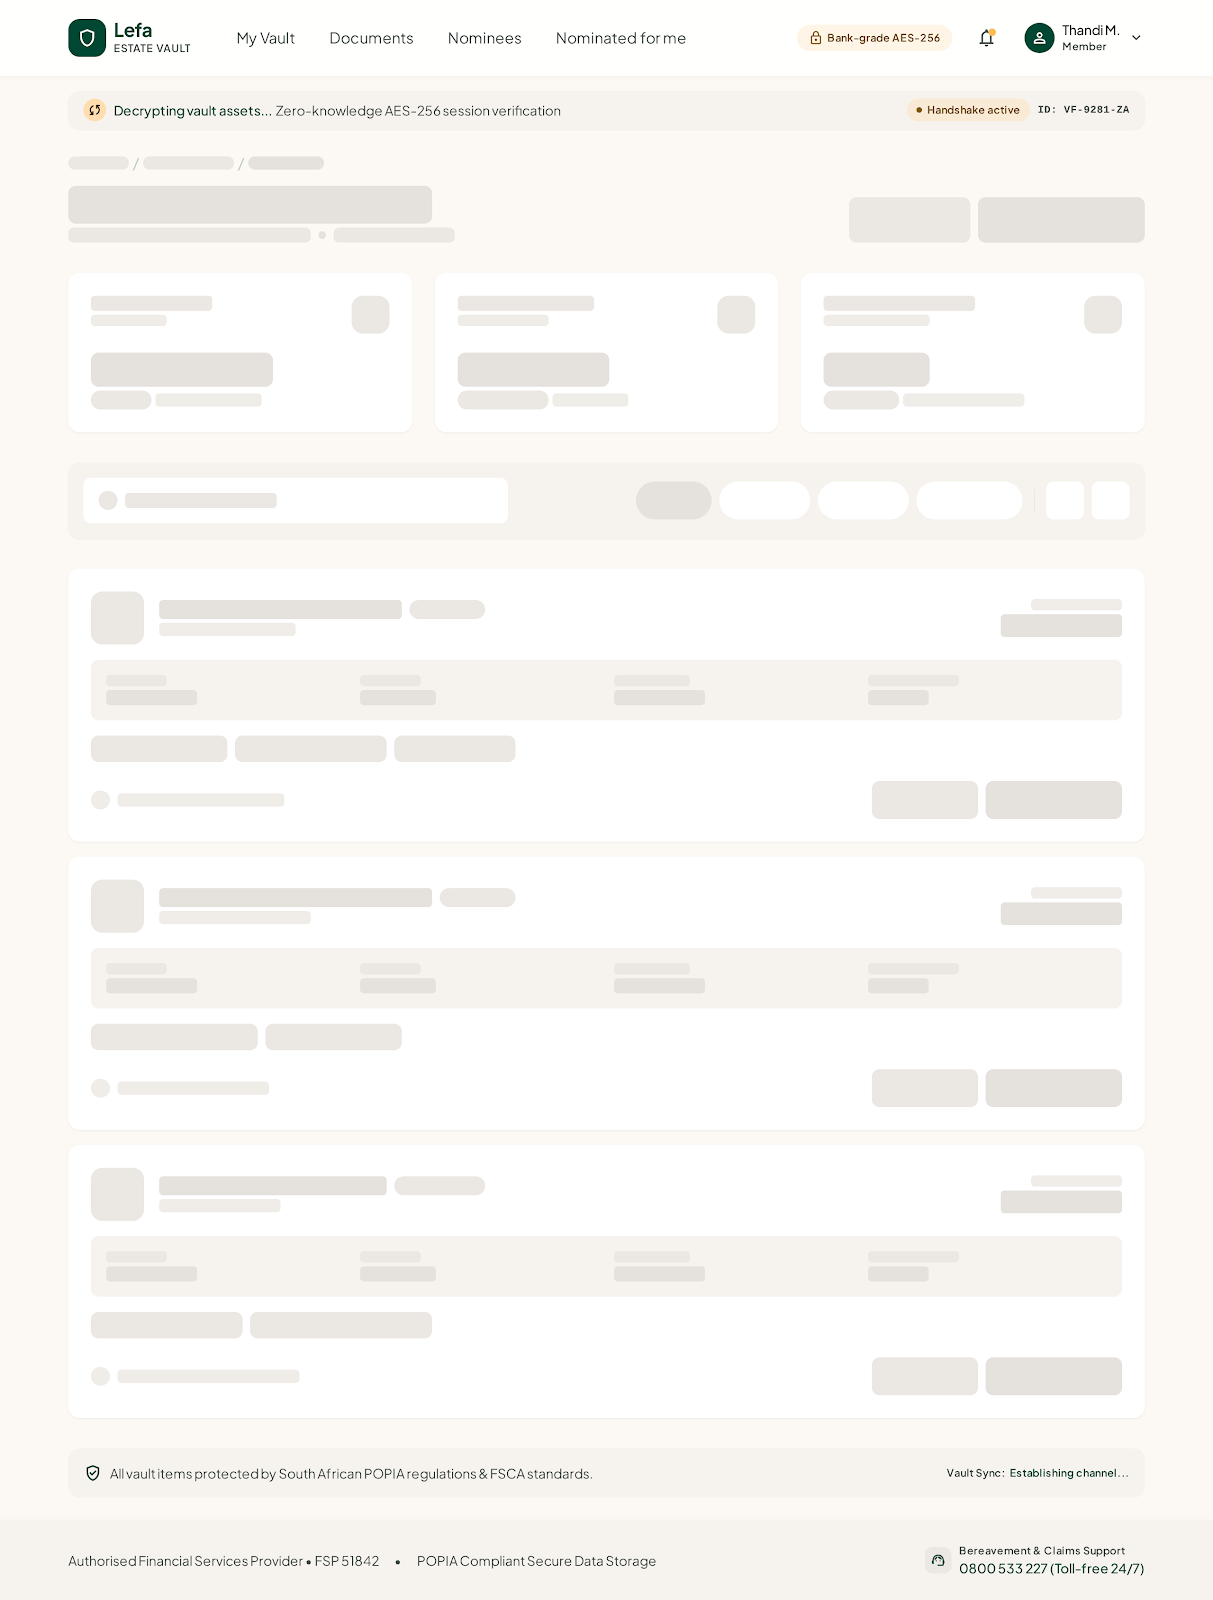 Lefa
ESTATE VAULT
My Vault
Documents
Nominees
Nominated for me
Bank-grade AES-256
Thandi M.
Member
Decrypting vault assets... Zero-knowledge AES-256 session verification
Handshake active
ID: VF-9281-ZA
/ /
All vault items protected by South African POPIA regulations & FSCA standards.
Vault Sync: Establishing channel...
Authorised Financial Services Provider • FSP 51842 • POPIA Compliant Secure Data Storage
Bereavement & Claims Support
0800 533 227 (Toll-free 24/7)